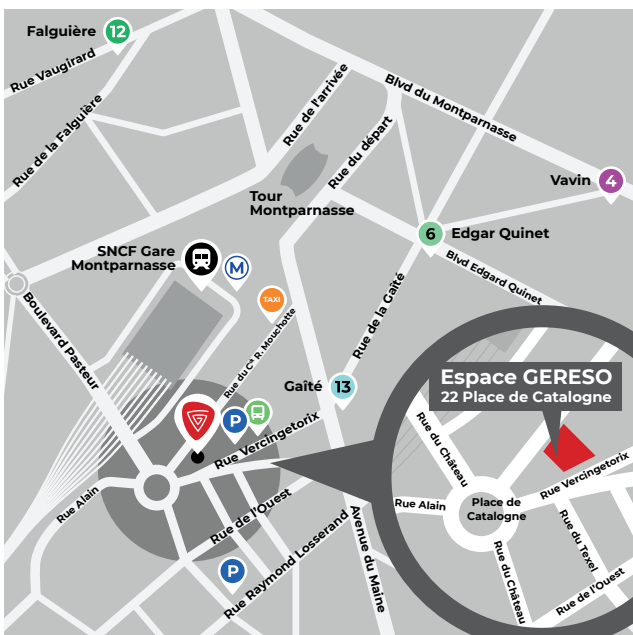 Falguière
12
Rue Vaugirard
Rue de la Falguière
Rue de l'arrivée
Rue du départ
Blvd du Montparnasse
Vavin
4
Tour
Montparnasse
6
Edgar Quinet
Blvd Edgard Quinet
SNCF Gare
Montparnasse
M
TAXI
Boulevard Pasteur
Rue du Cdt R. Mouchotte
Rue de la Gaîté
Gaîté
13
P
Rue Vercingetorix
Rue Alain
Rue de l'Ouest
P
Rue Raymond Losserand
Avenue du Maine
Espace GERESO
22 Place de Catalogne
Rue du Château
Rue Vercingetorix
Rue Alain
Place de
Catalogne
Rue du Texel
Rue du Château
Rue de l'Ouest